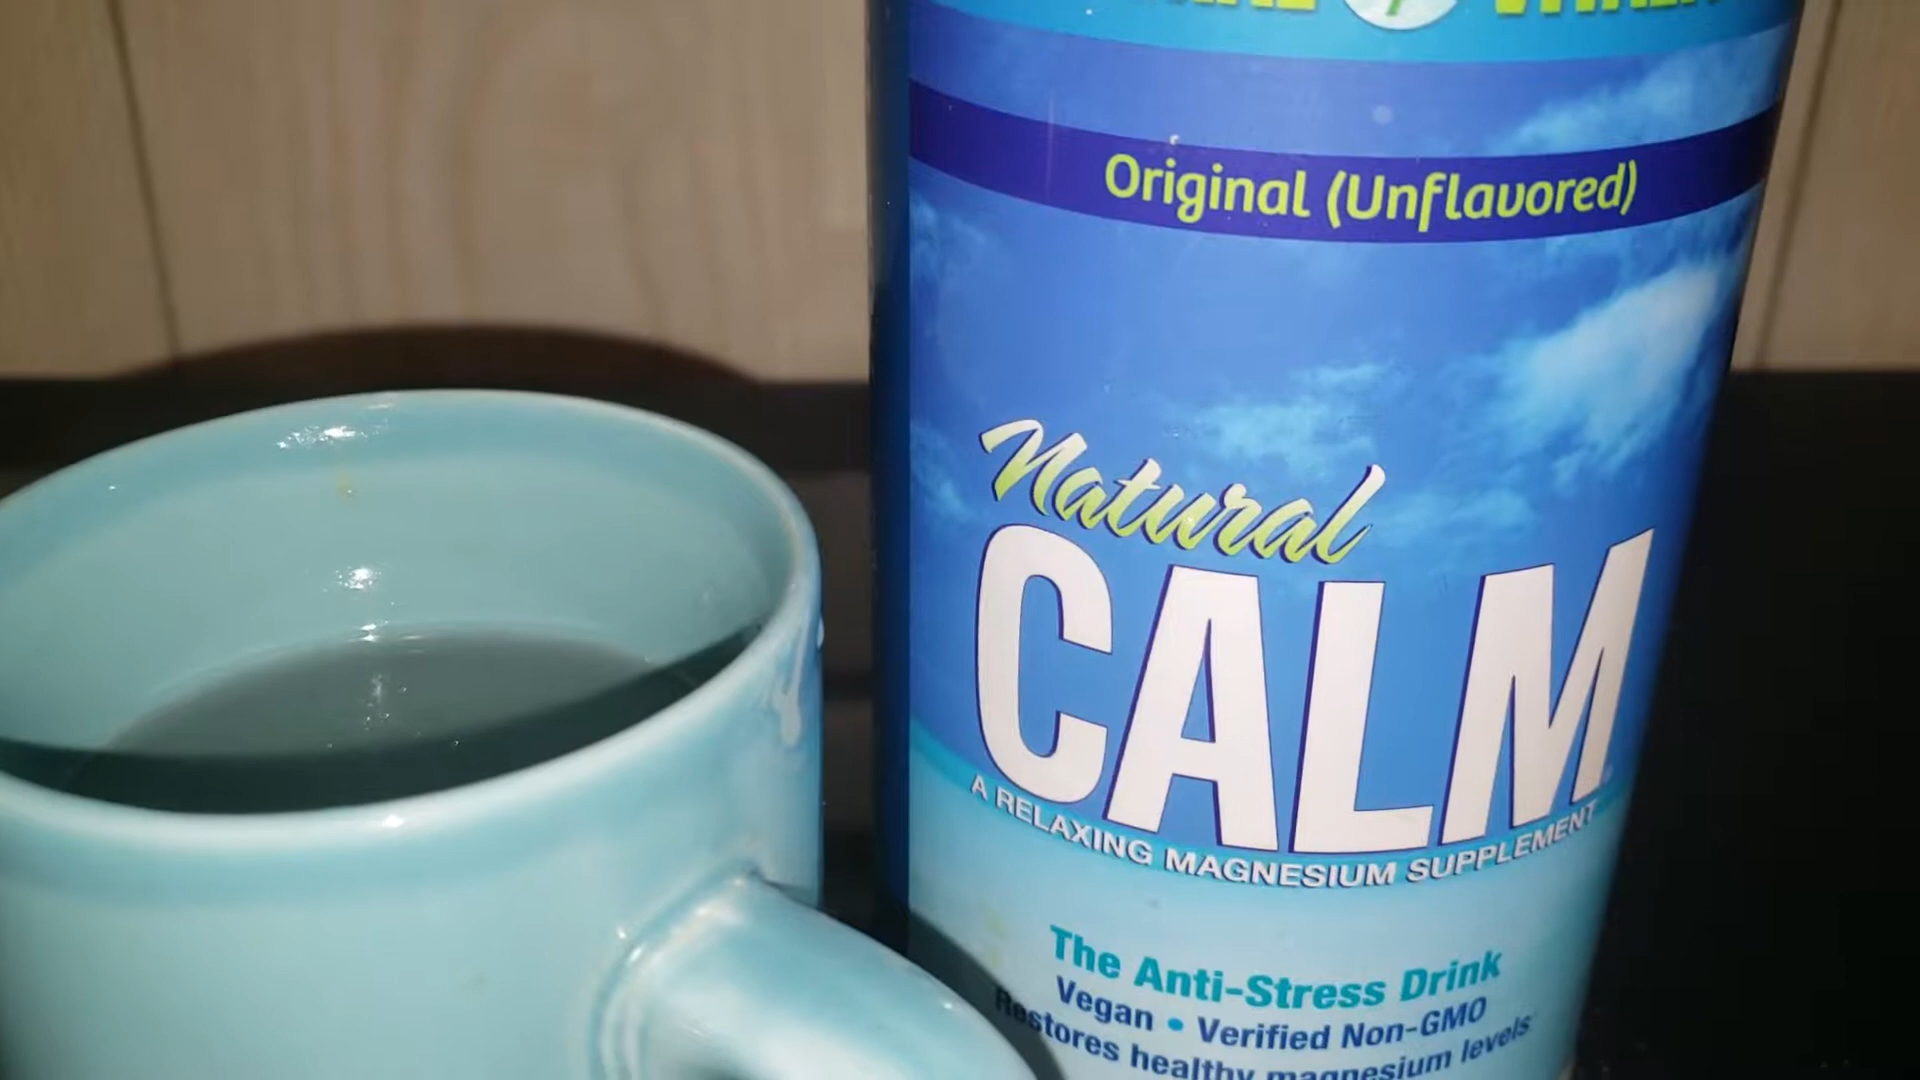 Original (Unflavored)
Natural
CALM
A RELAXING MAGNESIUM SUPPLEMENT
The Anti-Stress Drink
Vegan • Verified Non-GMO
Restores healthy magnesium levels